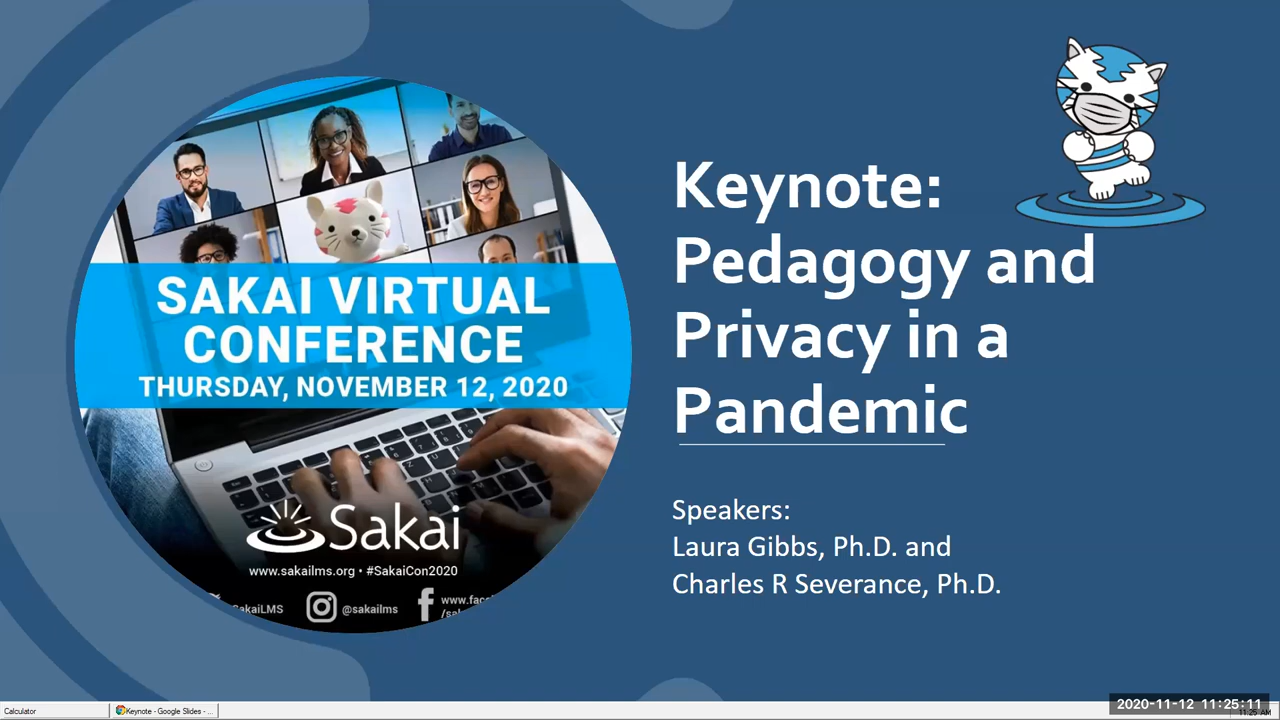 SAKAI VIRTUAL
CONFERENCE
THURSDAY, NOVEMBER 12, 2020
Sakai
www.sakailms.org • #SakaiCon2020
@sakailms
Keynote:
Pedagogy and
Privacy in a
Pandemic
Speakers:
Laura Gibbs, Ph.D. and
Charles R Severance, Ph.D.
Calculator
Keynote - Google Slides - ...
2020-11-12 11:25:11